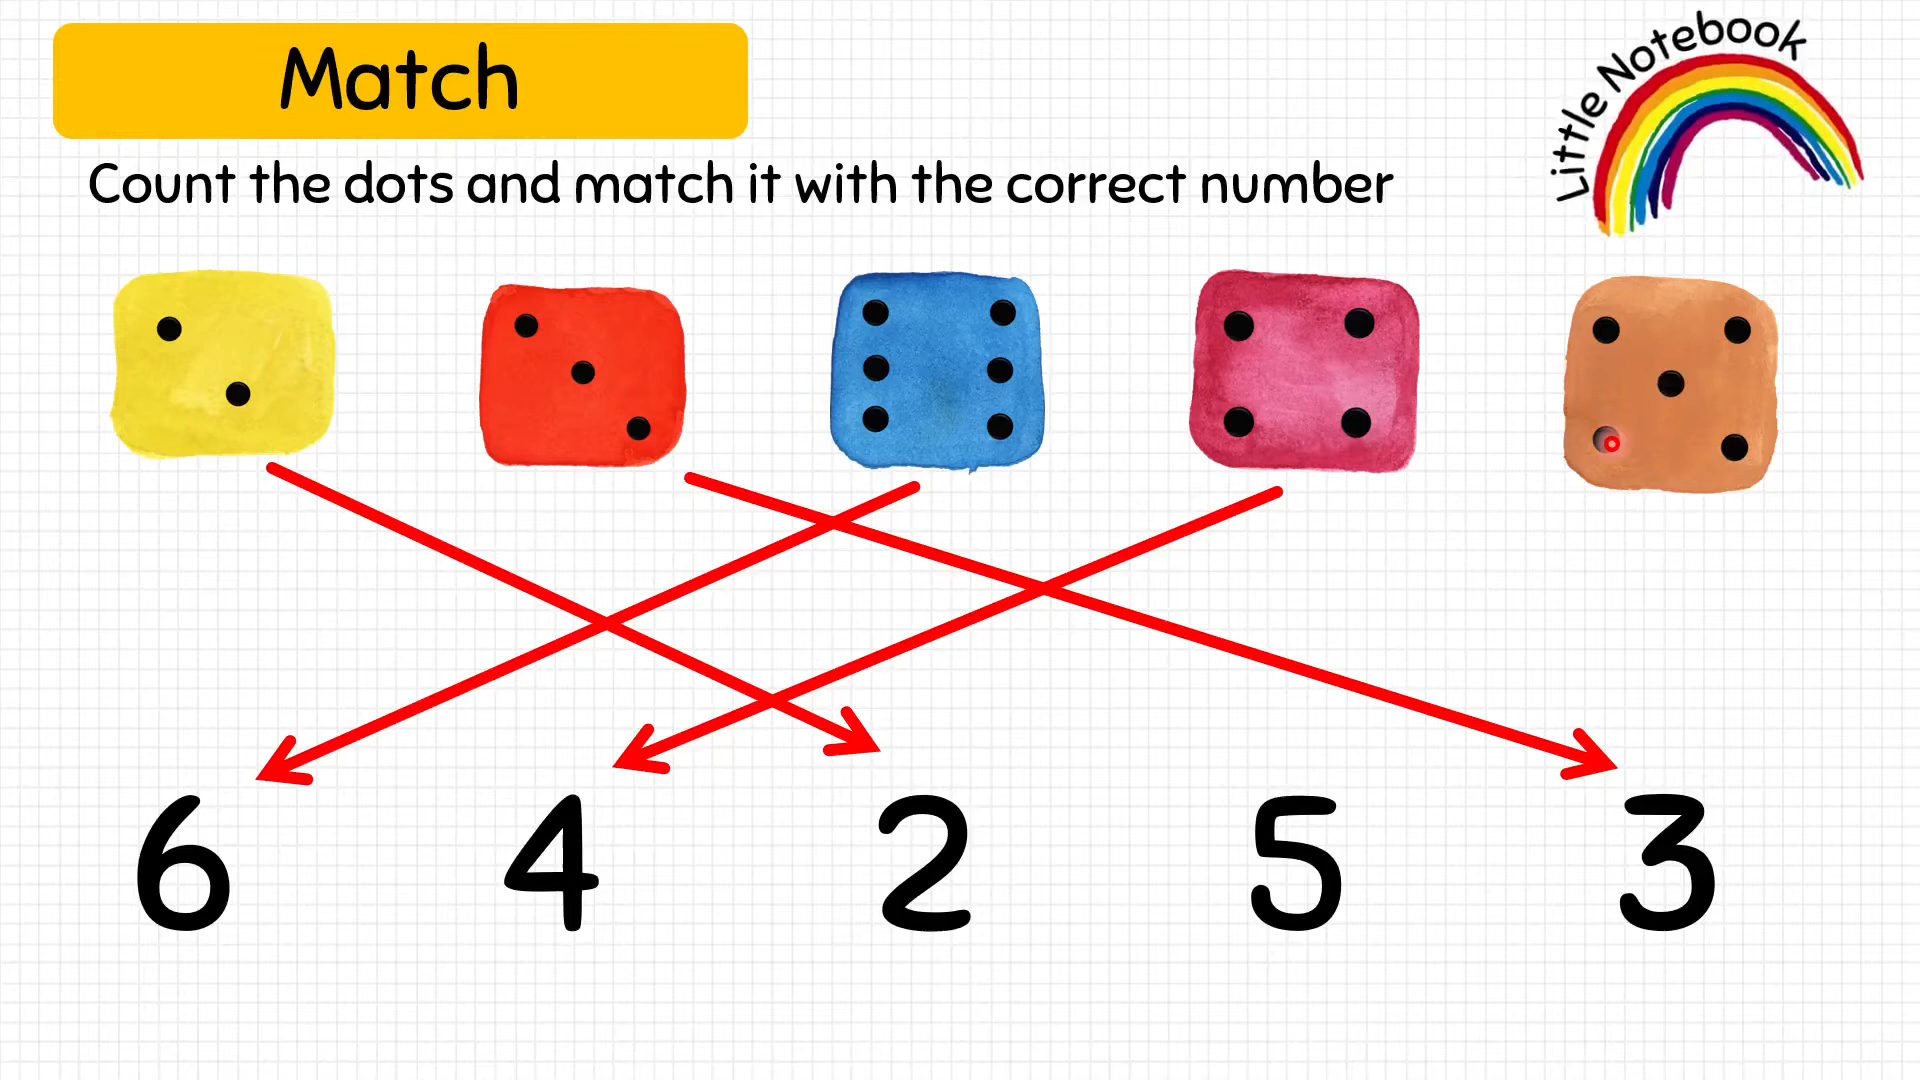 Match
Little Notebook
Count the dots and match it with the correct number
6 4 2 5 3